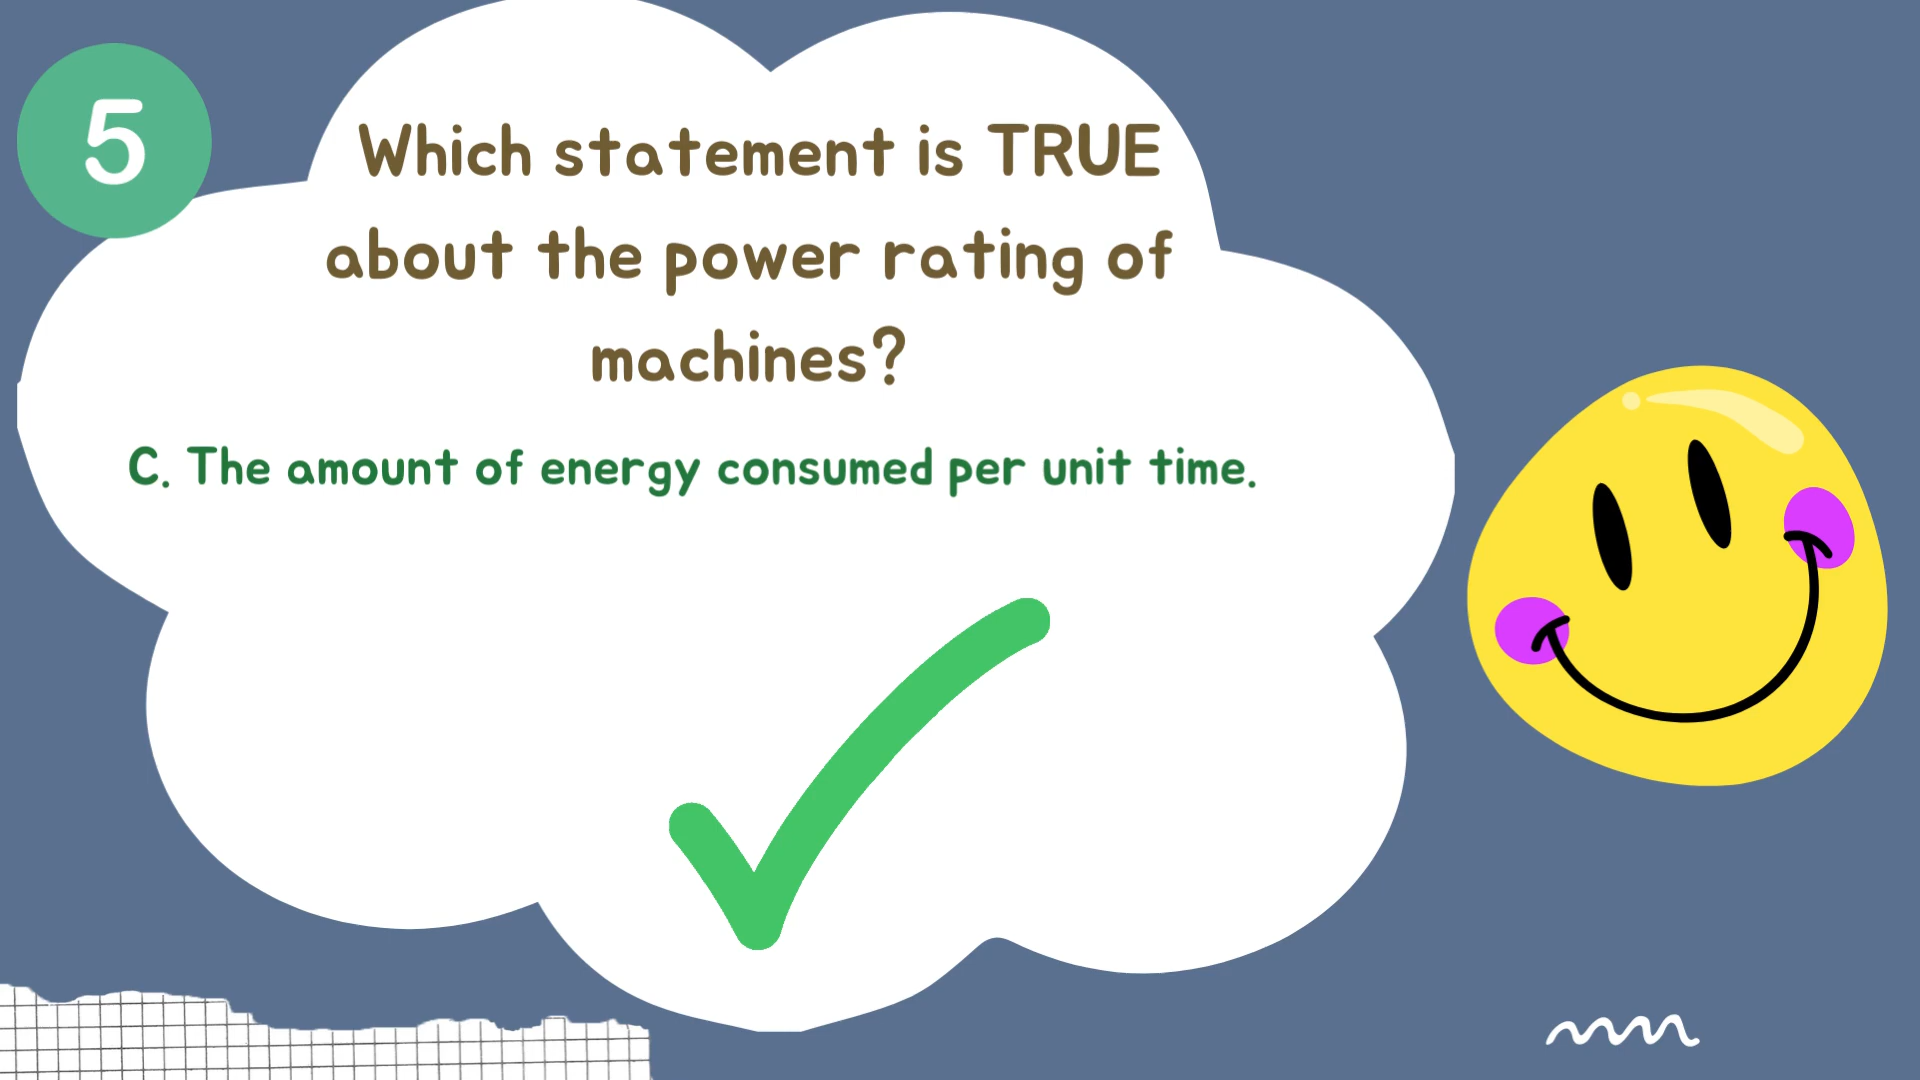 5
Which statement is TRUE
about the power rating of
machines?
C. The amount of energy consumed per unit time.